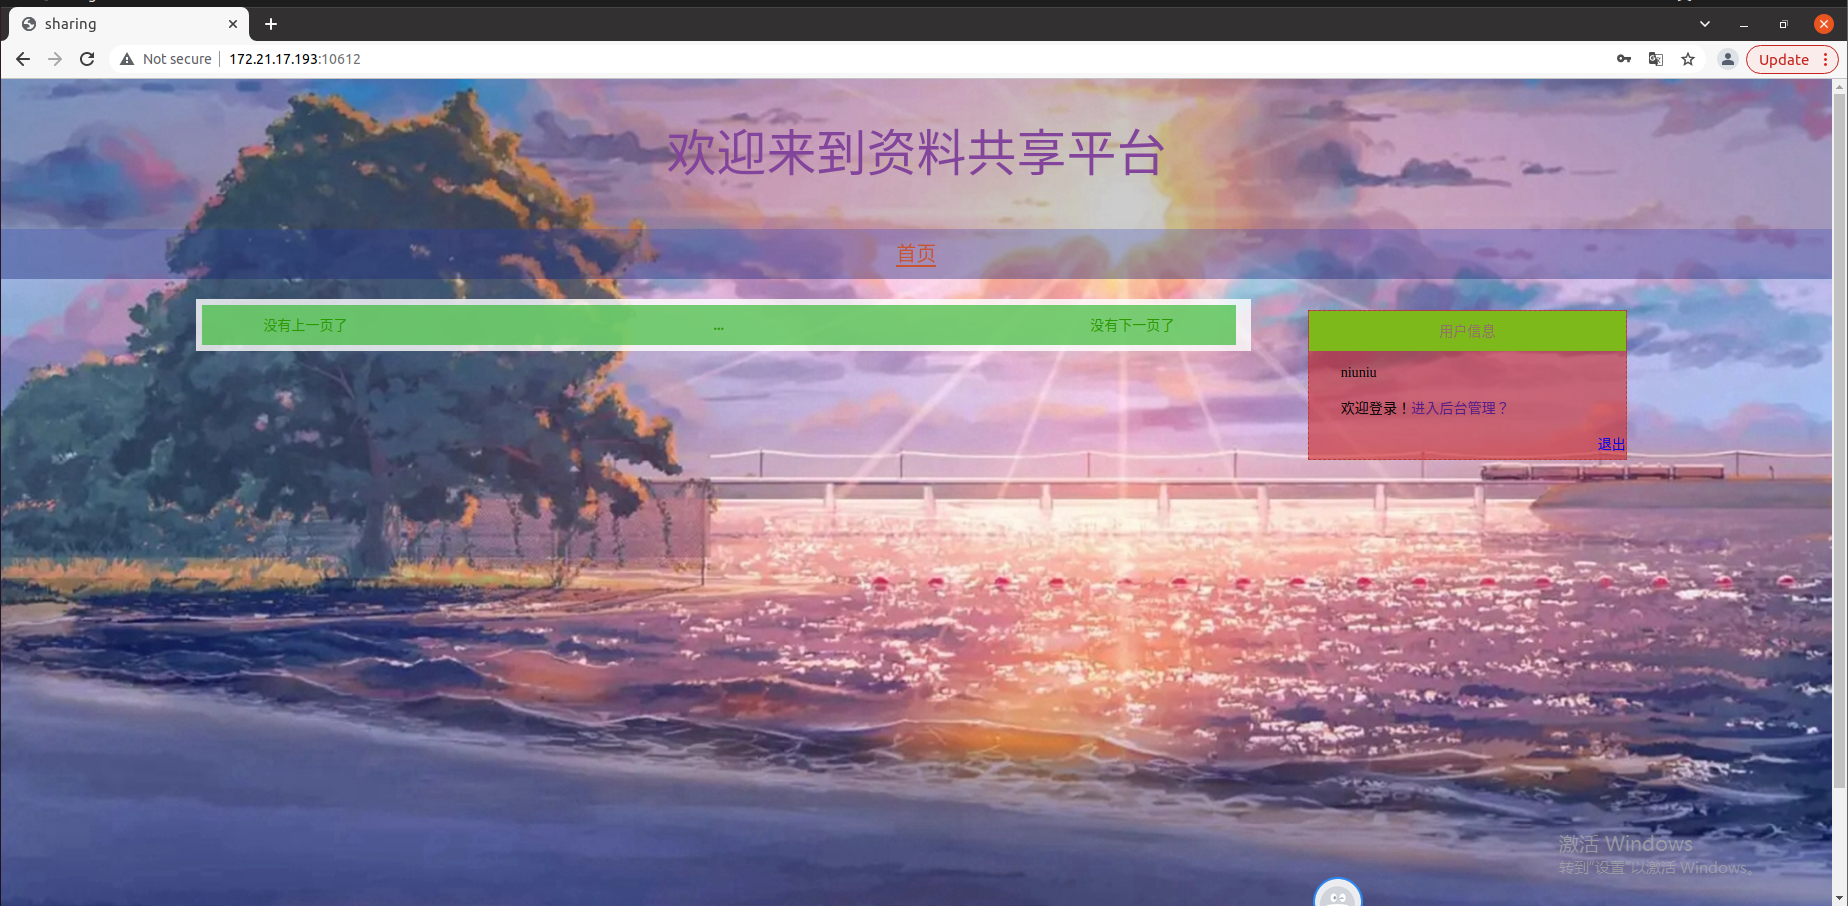 sharing
Not secure
172.21.17.193:10612
Update
欢迎来到资料共享平台
首页
没有上一页了
...
没有下一页了
用户信息
niuniu
欢迎登录！进入后台管理？
退出
激活 Windows
转到"设置"以激活 Windows。